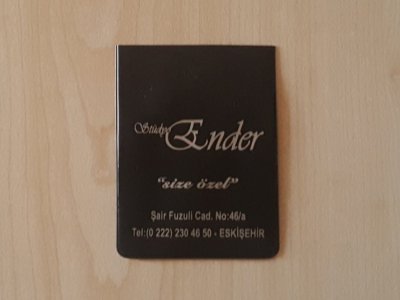 Stüdyo Ender
"size özel"
Şair Fuzuli Cad. No:46/a
Tel:(0 222) 230 46 50 - ESKİŞEHİR